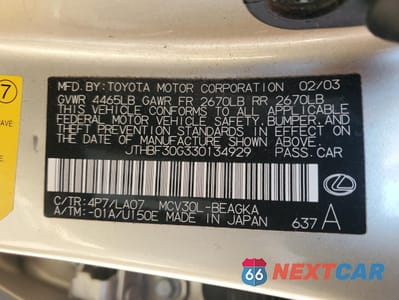 MFD. BY: TOYOTA MOTOR CORPORATION 02/03
GVWR 4465LB GAWR FR 2670LB RR 2670LB
THIS VEHICLE CONFORMS TO ALL APPLICABLE
FEDERAL MOTOR VEHICLE SAFETY, BUMPER, AND
THEFT PREVENTION STANDARDS IN EFFECT ON
THE DATE OF MANUFACTURE SHOWN ABOVE.
JTHBF30G330134929 PASS.CAR
C/TR: 4P7/LA07 MCV30L-BEAGKA
A/TM: -01A/U150E MADE IN JAPAN 637 A
7
AVE
66 NEXTCAR